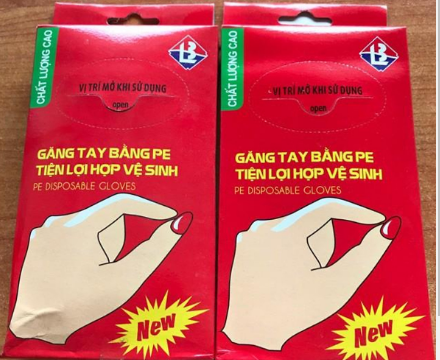 CHẤT LƯỢNG CAO
VỊ TRÍ MỞ KHI SỬ DỤNG
open
GĂNG TAY BẰNG PE
TIỆN LỢI HỢP VỆ SINH
PE DISPOSABLE GLOVES
New
CHẤT LƯỢNG CAO
VỊ TRÍ MỞ KHI SỬ DỤNG
open
GĂNG TAY BẰNG PE
TIỆN LỢI HỢP VỆ SINH
PE DISPOSABLE GLOVES
New